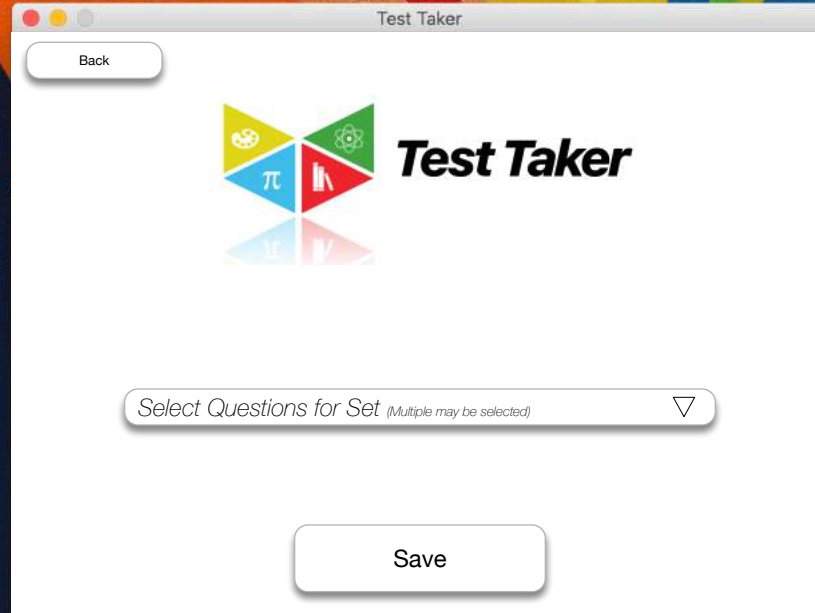 Test Taker
Back
π
Test Taker
Select Questions for Set (Multiple may be selected)
Save